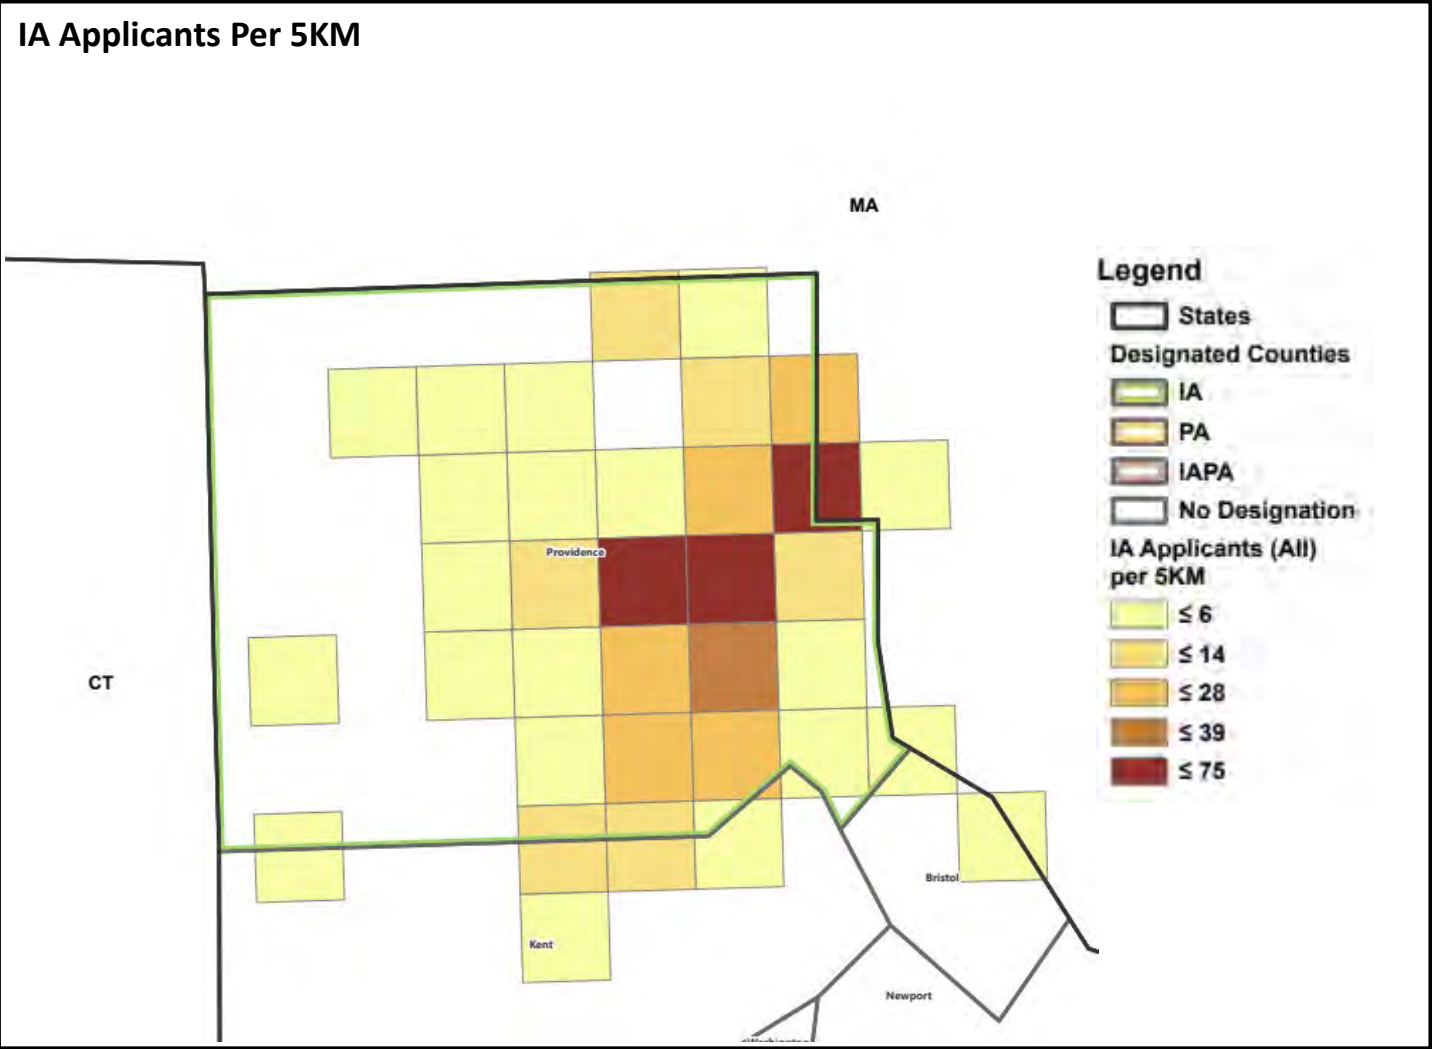 IA Applicants Per 5KM
MA
Legend
States
Designated Counties
IA
PA
IAPA
No Designation
IA Applicants (All)
per 5KM
≤ 6
≤ 14
≤ 28
≤ 39
≤ 75
Providence
CT
Bristol
Kent
Newport